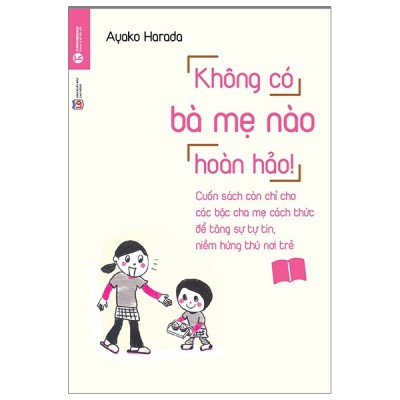 Ayako Harada
Không có
bà mẹ nào
hoàn hảo!
Cuốn sách còn chỉ cho
các bậc cha mẹ cách thức
để tăng sự tự tin,
niềm hứng thú nơi trẻ